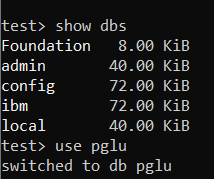 test> show dbs
Foundation   8.00 KiB
admin       40.00 KiB
config      72.00 KiB
ibm         72.00 KiB
local       40.00 KiB
test> use pglu
switched to db pglu